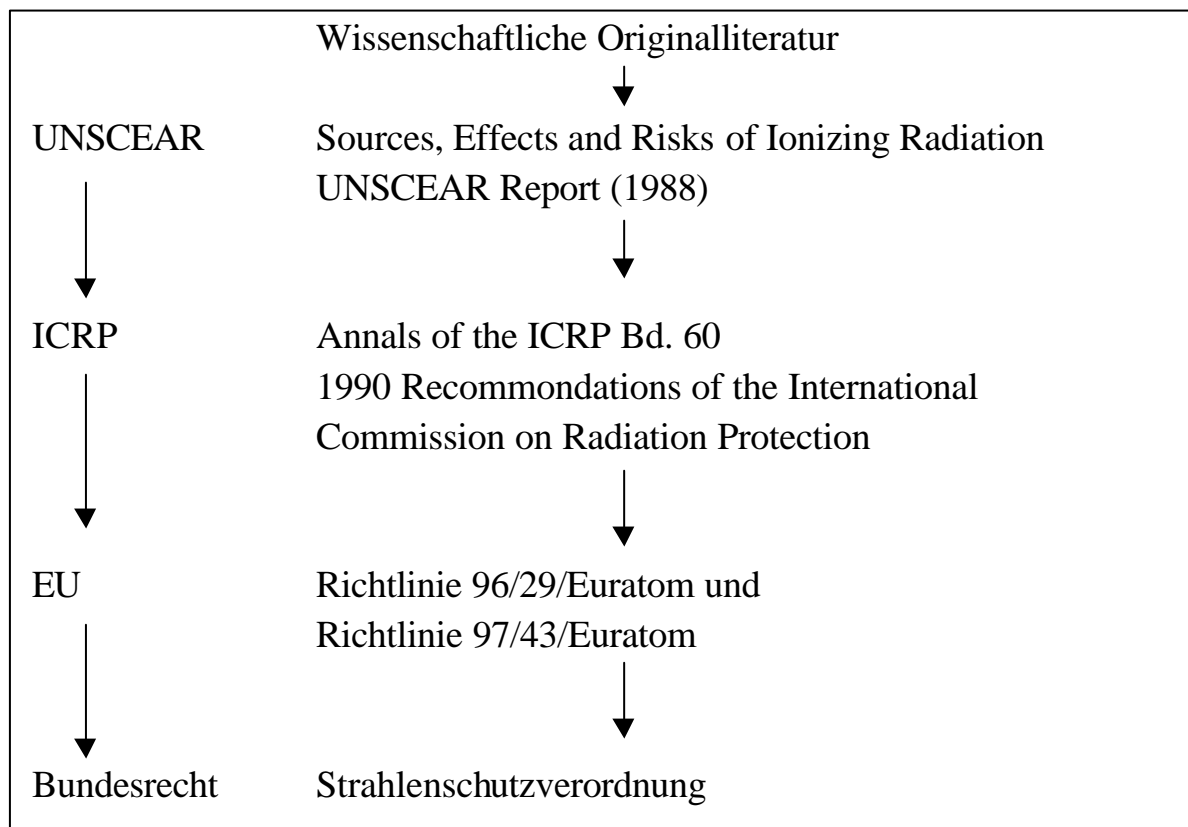 Wissenschaftliche Originalliteratur
UNSCEAR Sources, Effects and Risks of Ionizing Radiation
UNSCEAR Report (1988)
ICRP Annals of the ICRP Bd. 60
1990 Recommondations of the International
Commission on Radiation Protection
EU Richtlinie 96/29/Euratom und
Richtlinie 97/43/Euratom
Bundesrecht Strahlenschutzverordnung